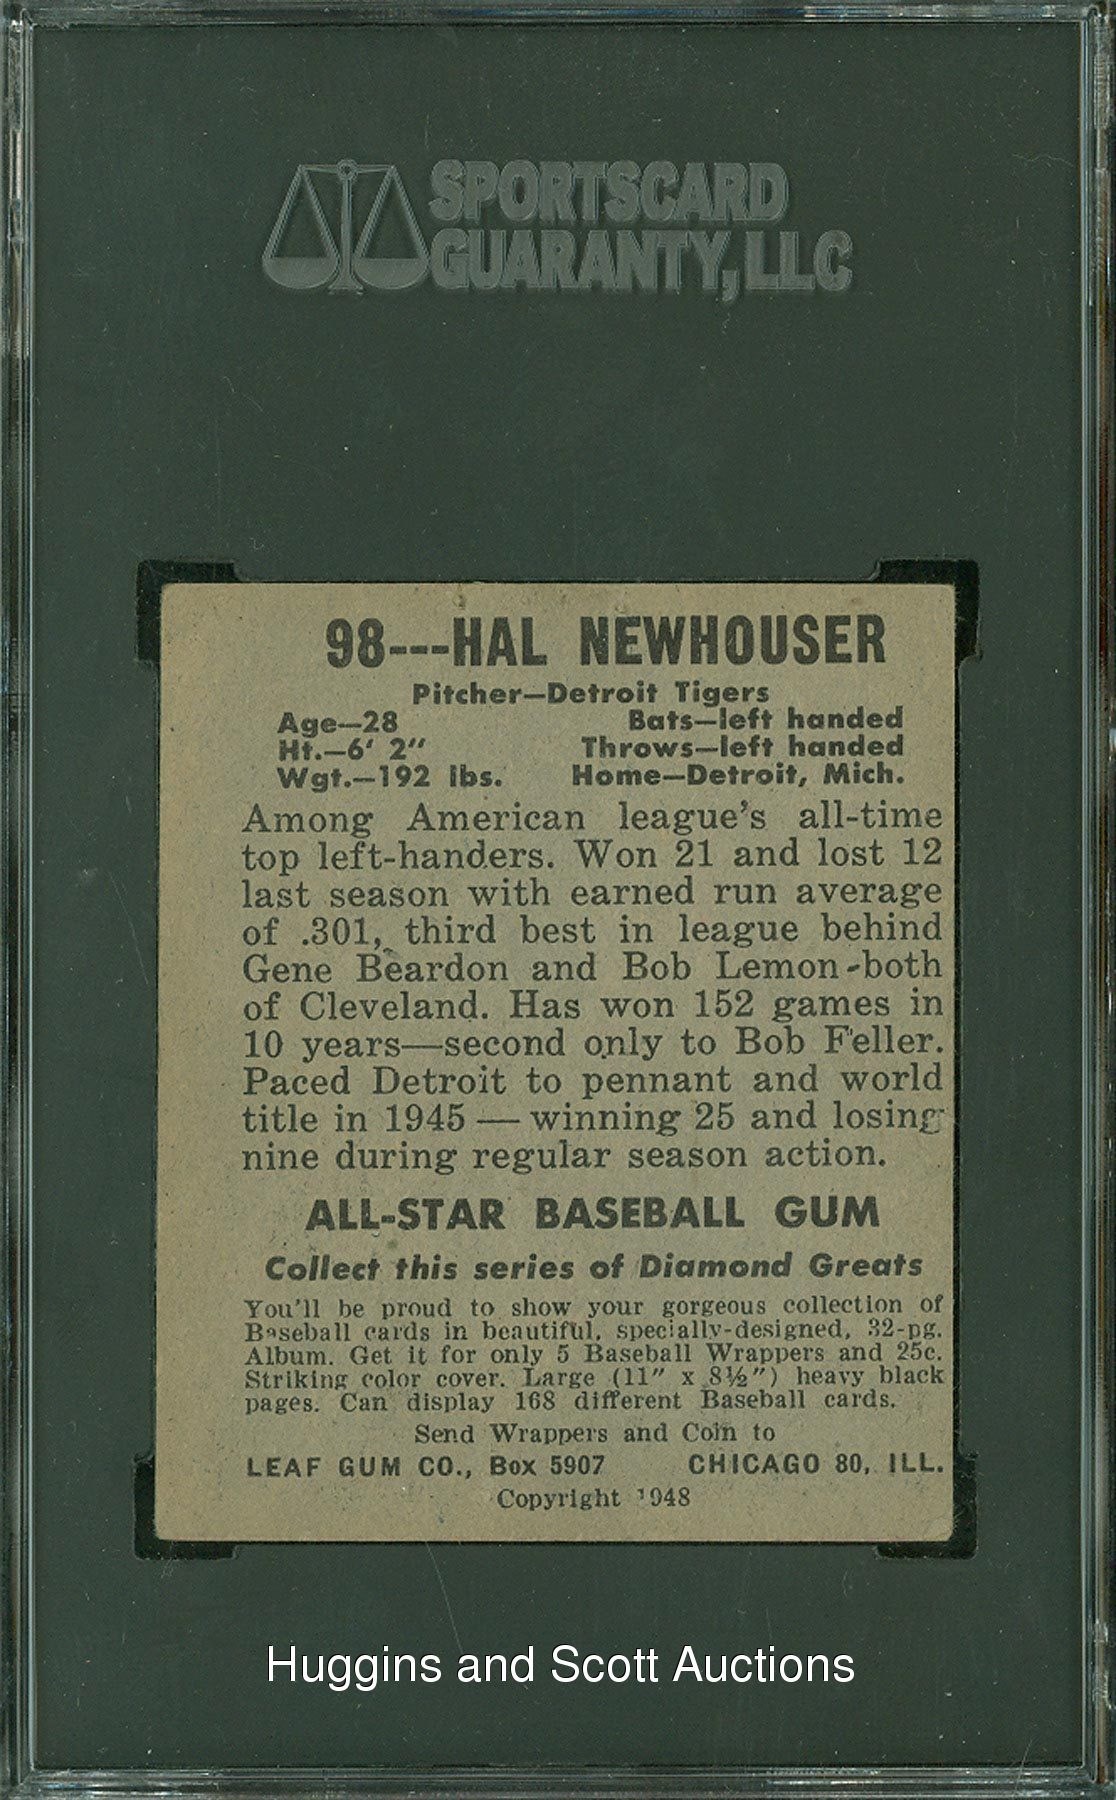 SPORTSCARD
GUARANTY, LLC
98---HAL NEWHOUSER
Pitcher—Detroit Tigers
Age—28 Bats—left handed
Ht.—6' 2" Throws—left handed
Wgt.—192 lbs. Home—Detroit, Mich.
Among American league's all-time
top left-handers. Won 21 and lost 12
last season with earned run average
of .301, third best in league behind
Gene Beardon and Bob Lemon-both
of Cleveland. Has won 152 games in
10 years—second only to Bob Feller.
Paced Detroit to pennant and world
title in 1945 — winning 25 and losing
nine during regular season action.
ALL-STAR BASEBALL GUM
Collect this series of Diamond Greats
You'll be proud to show your gorgeous collection of
Baseball cards in beautiful, specially-designed, 32-pg.
Album. Get it for only 5 Baseball Wrappers and 25c.
Striking color cover. Large (11" x 8½") heavy black
pages. Can display 168 different Baseball cards.
Send Wrappers and Coin to
LEAF GUM CO., Box 5907 CHICAGO 80, ILL.
Copyright 1948
Huggins and Scott Auctions